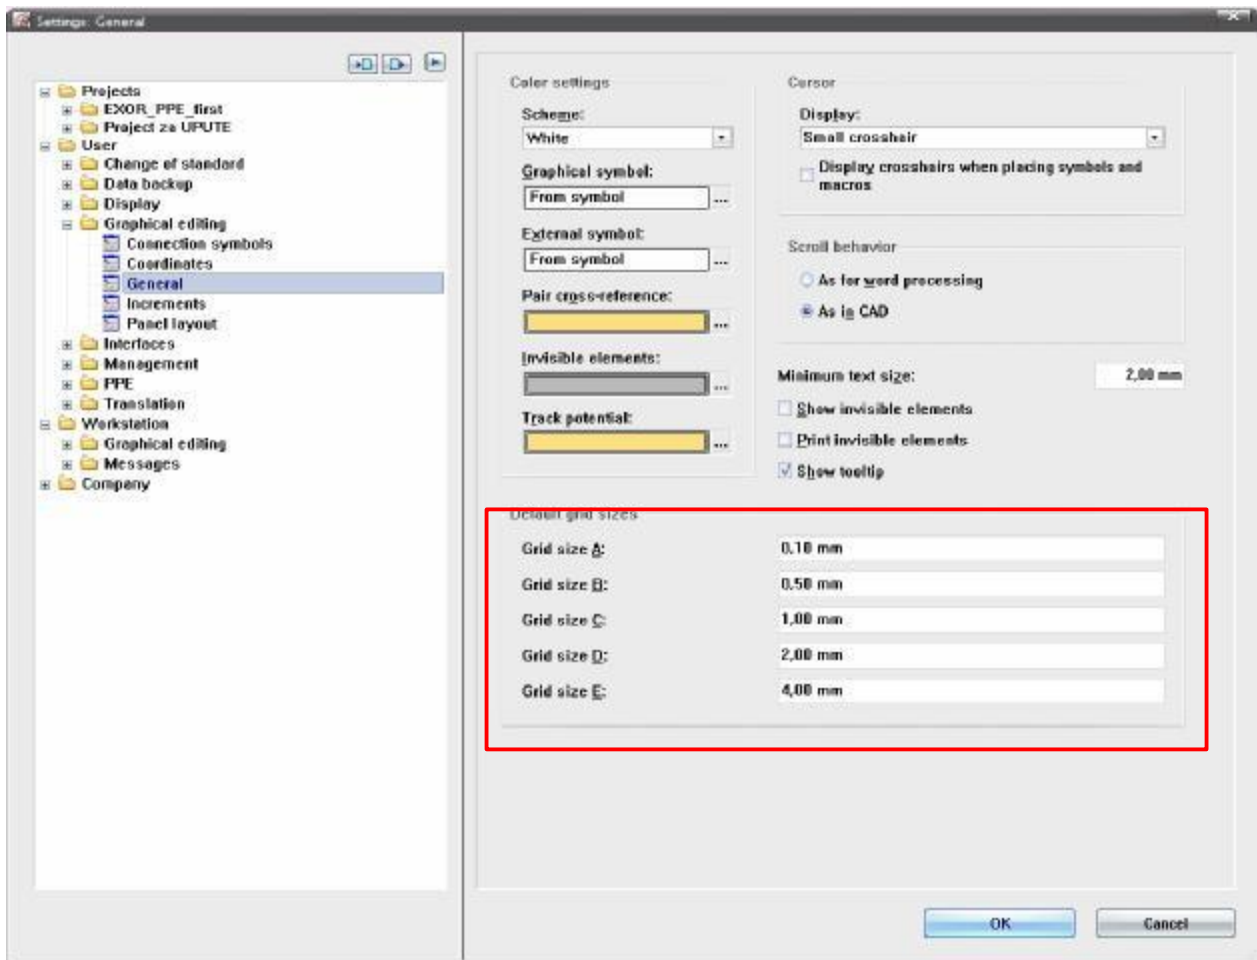 Settings: General
Projects
EXOR_PPE_first
Project za UPUTE
User
Change of standard
Data backup
Display
Graphical editing
Connection symbols
Coordinates
General
Increments
Panel layout
Interfaces
Management
PPE
Translation
Workstation
Graphical editing
Messages
Company
Color settings
Scheme:
White
Graphical symbol:
From symbol
...
External symbol:
From symbol
...
Pair cross-reference:
...
Invisible elements:
...
Track potential:
...
Cursor
Display:
Small crosshair
Display crosshairs when placing symbols and
macros
Scroll behavior
As for word processing
As in CAD
Minimum text size:
2,00 mm
Show invisible elements
Print invisible elements
Show tooltip
Default grid sizes
Grid size A:
0,10 mm
Grid size B:
0,50 mm
Grid size C:
1,00 mm
Grid size D:
2,00 mm
Grid size E:
4,00 mm
OK
Cancel